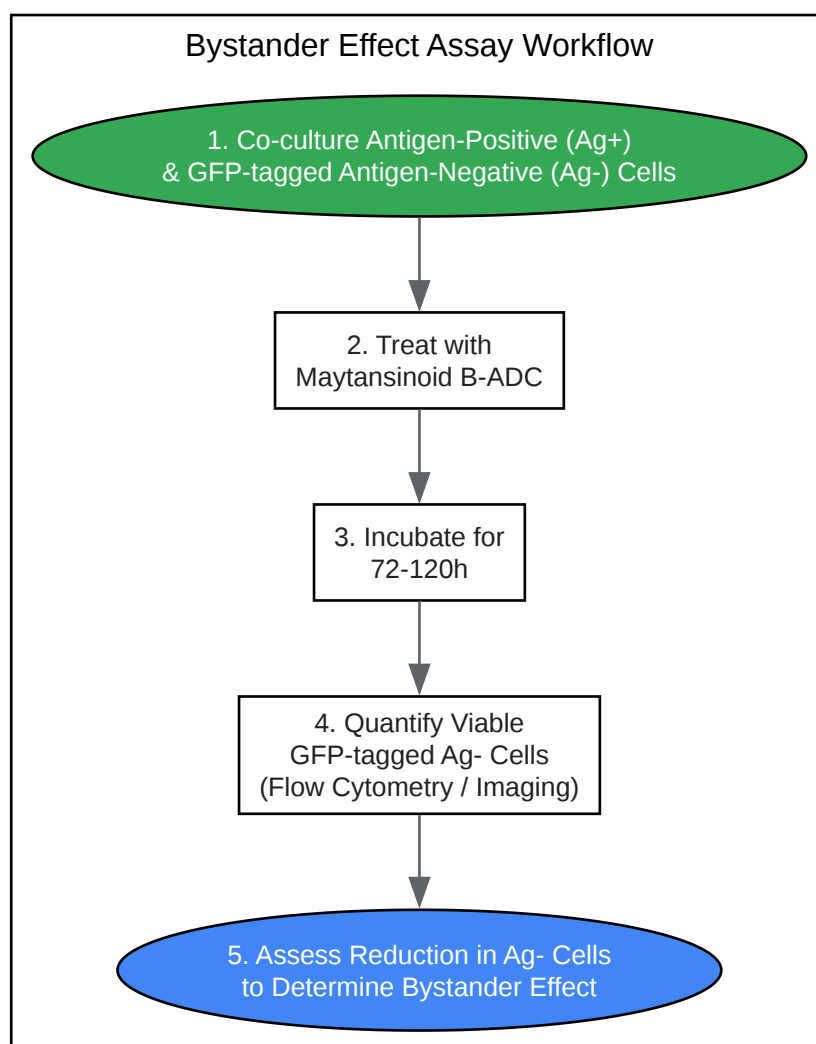 Bystander Effect Assay Workflow
1. Co-culture Antigen-Positive (Ag+)
& GFP-tagged Antigen-Negative (Ag-) Cells
2. Treat with
Maytansinoid B-ADC
3. Incubate for
72-120h
4. Quantify Viable
GFP-tagged Ag- Cells
(Flow Cytometry / Imaging)
5. Assess Reduction in Ag- Cells
to Determine Bystander Effect